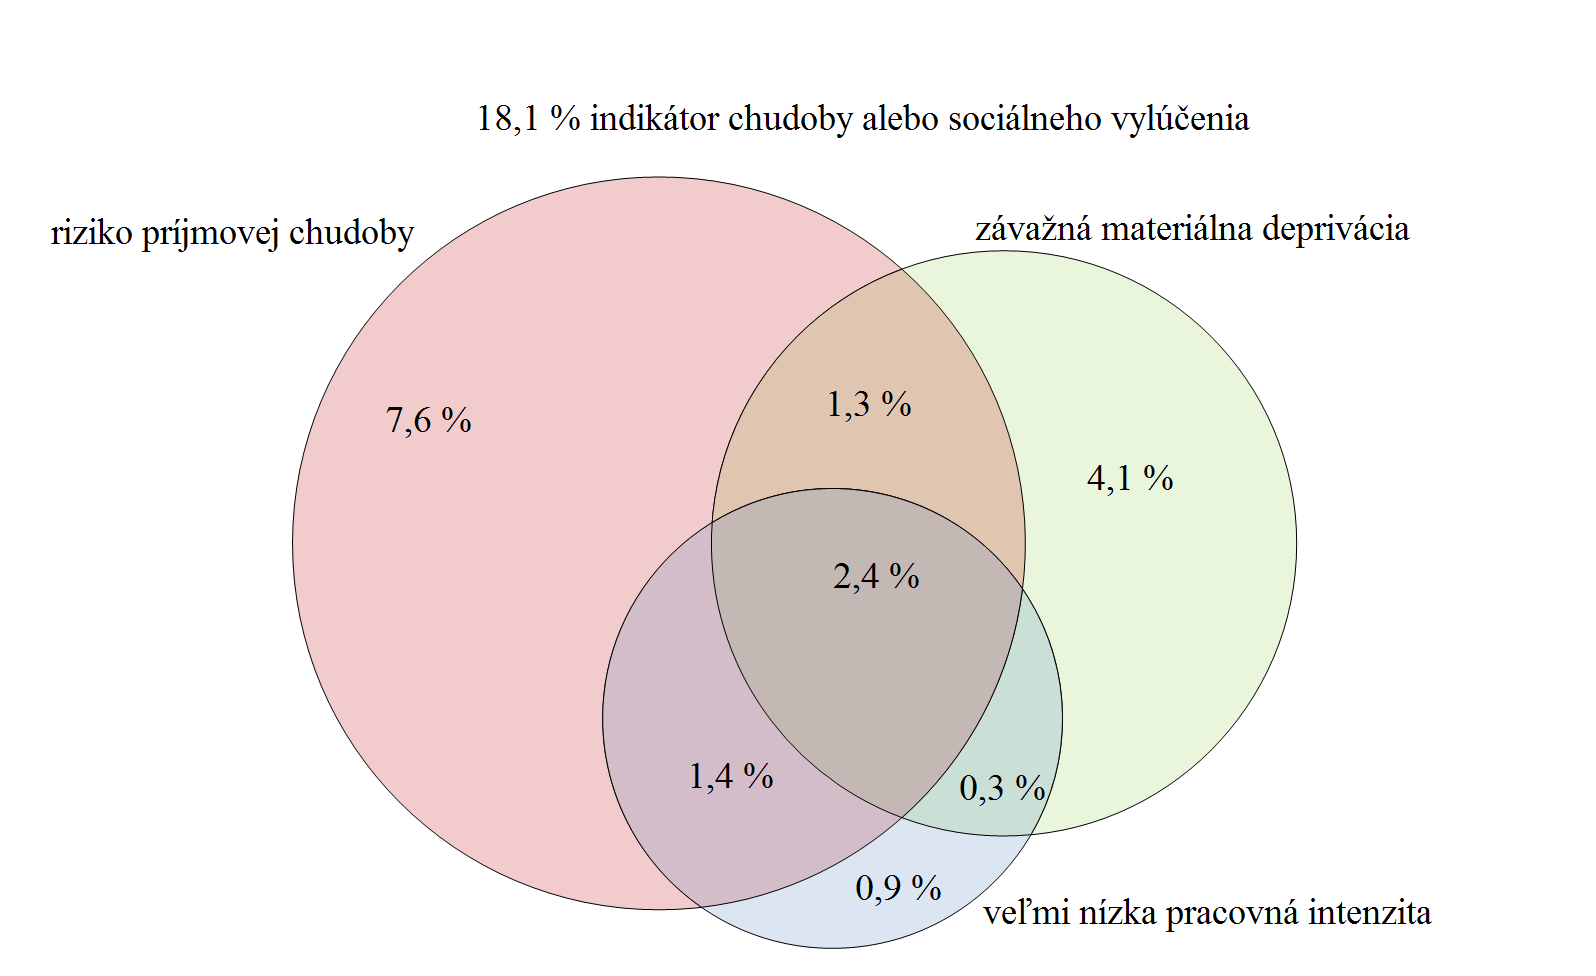 18,1 % indikátor chudoby alebo sociálneho vylúčenia
riziko príjmovej chudoby
závažná materiálna deprivácia
7,6 %
1,3 %
4,1 %
2,4 %
1,4 %
0,3 %
0,9 %
veľmi nízka pracovná intenzita